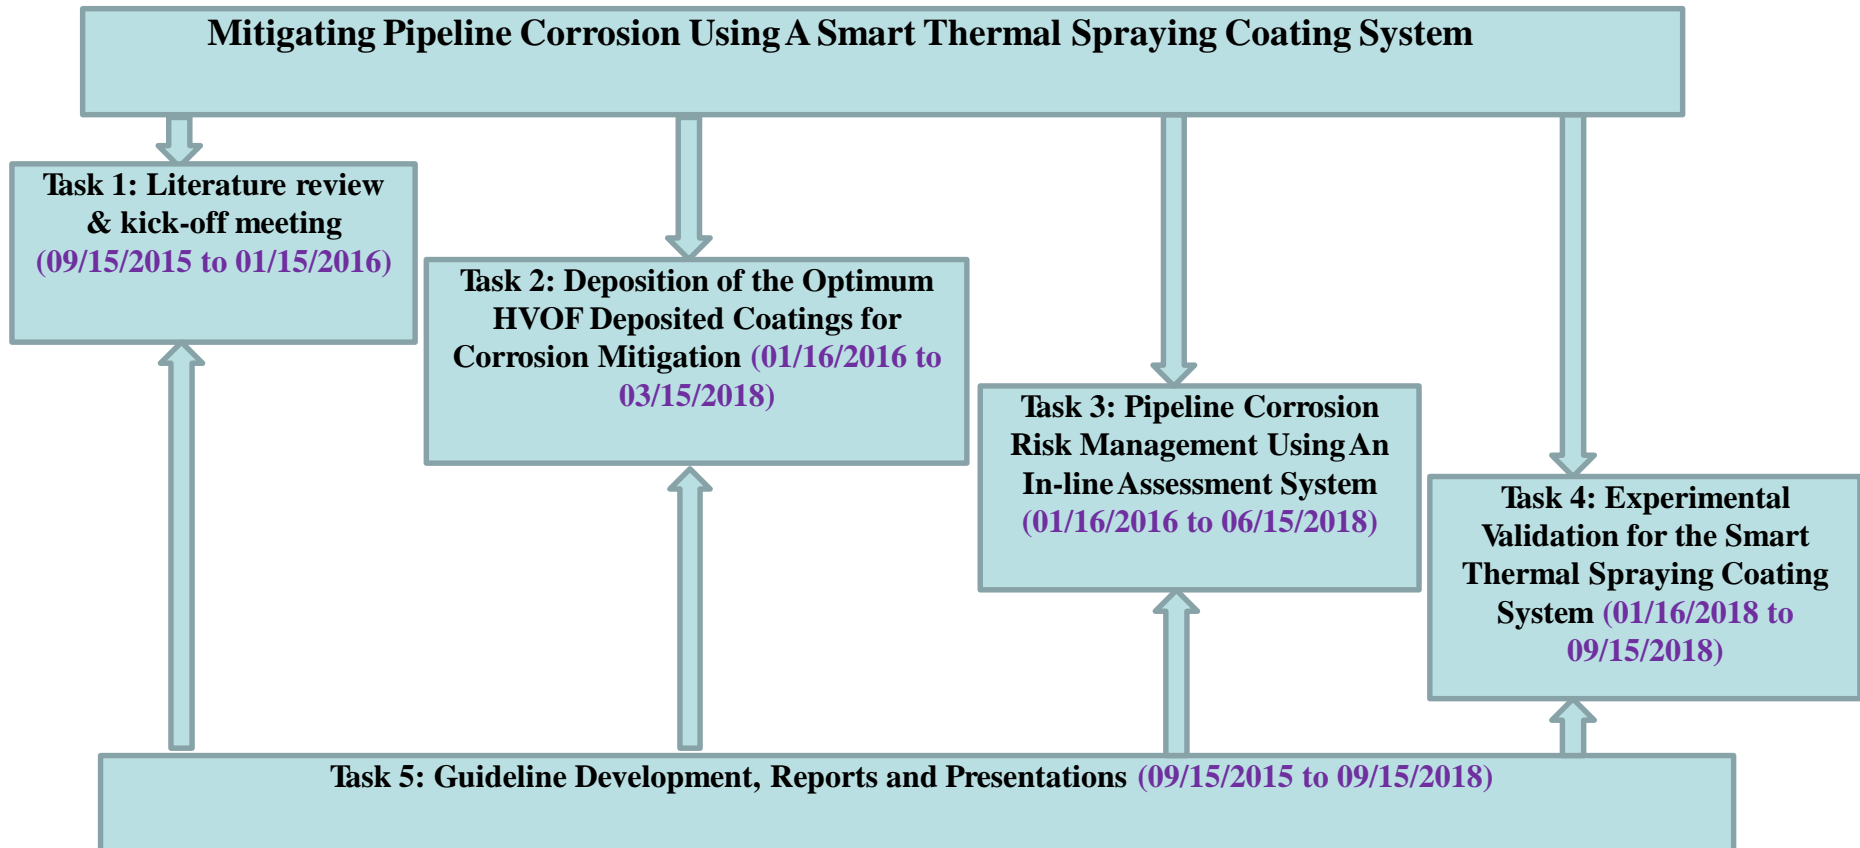 Mitigating Pipeline Corrosion Using A Smart Thermal Spraying Coating System
Task 1: Literature review
& kick-off meeting
(09/15/2015 to 01/15/2016)
Task 2: Deposition of the Optimum
HVOF Deposited Coatings for
Corrosion Mitigation (01/16/2016 to
03/15/2018)
Task 3: Pipeline Corrosion
Risk Management Using An
In-line Assessment System
(01/16/2016 to 06/15/2018)
Task 4: Experimental
Validation for the Smart
Thermal Spraying Coating
System (01/16/2018 to
09/15/2018)
Task 5: Guideline Development, Reports and Presentations (09/15/2015 to 09/15/2018)